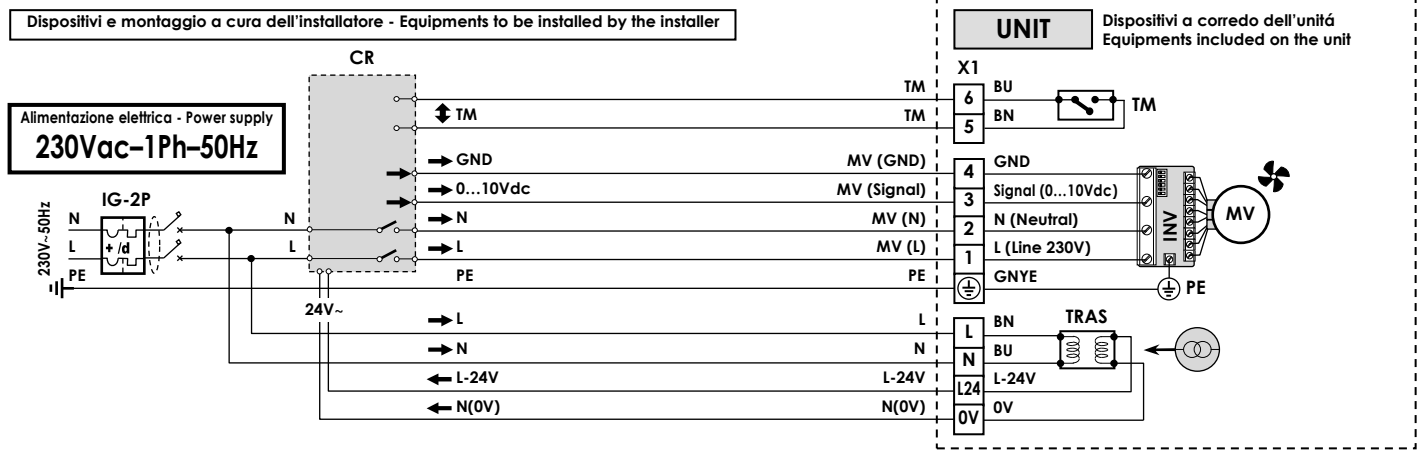 Dispositivi e montaggio a cura dell'installatore - Equipments to be installed by the installer
UNIT
Dispositivi a corredo dell'unitá
Equipments included on the unit
CR
X1
Alimentazione elettrica - Power supply
230Vac–1Ph–50Hz
TM
TM
TM
6
BU
5
BN
TM
GND
MV (GND)
4
GND
0...10Vdc
MV (Signal)
3
Signal (0...10Vdc)
N
MV (N)
2
N (Neutral)
L
MV (L)
1
L (Line 230V)
PE
PE
GNYE
INV
MV
PE
IG-2P
230V~50Hz
N
L
PE
+ /d
N
L
24V~
L
L
L
BN
N
N
N
BU
L-24V
L-24V
L24
L-24V
N(0V)
N(0V)
0V
0V
TRAS